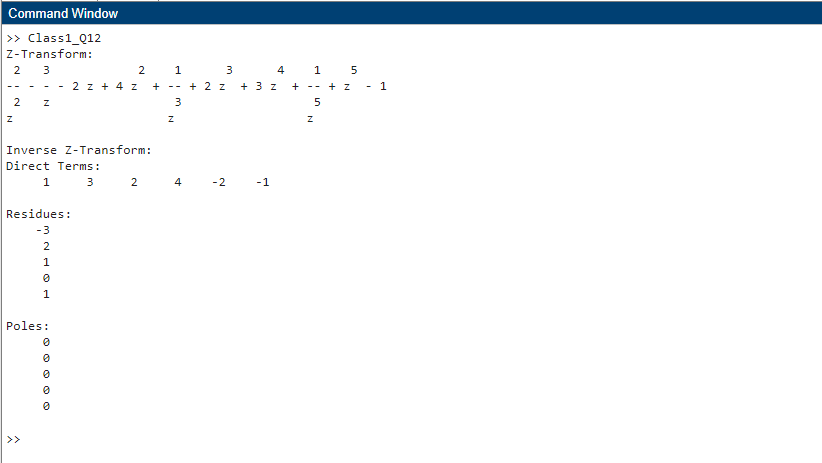 Command Window
>> Class1_Q12
Z-Transform:
 2   3            2    1      3      4    1    5
-- - - - 2 z + 4 z  + -- + 2 z  + 3 z  + -- + z  - 1
 2   z                 3                  5
z                     z                  z
Inverse Z-Transform:
Direct Terms:
     1     3     2     4    -2    -1
Residues:
    -3
     2
     1
     0
     1
Poles:
     0
     0
     0
     0
     0
>>